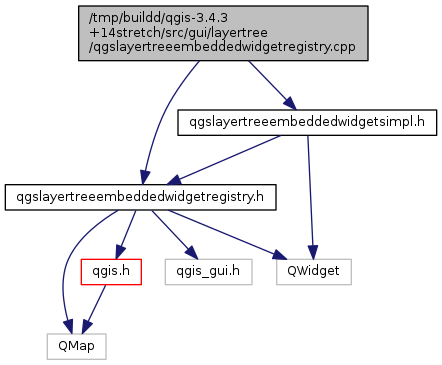 /tmp/buildd/qgis-3.4.3
+14stretch/src/gui/layertree
/qgslayertreeembeddedwidgetregistry.cpp
qgslayertreeembeddedwidgetsimpl.h
qgslayertreeembeddedwidgetregistry.h
qgis.h
qgis_gui.h
QWidget
QMap